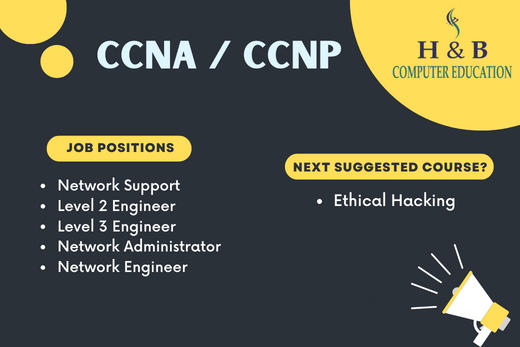 CCNA / CCNP
H & B
COMPUTER EDUCATION
JOB POSITIONS
• Network Support
• Level 2 Engineer
• Level 3 Engineer
• Network Administrator
• Network Engineer
NEXT SUGGESTED COURSE?
• Ethical Hacking